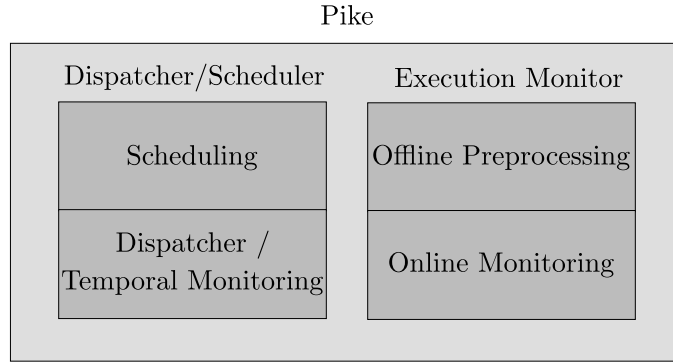 Pike
Dispatcher/Scheduler
Scheduling
Dispatcher /
Temporal Monitoring
Execution Monitor
Offline Preprocessing
Online Monitoring